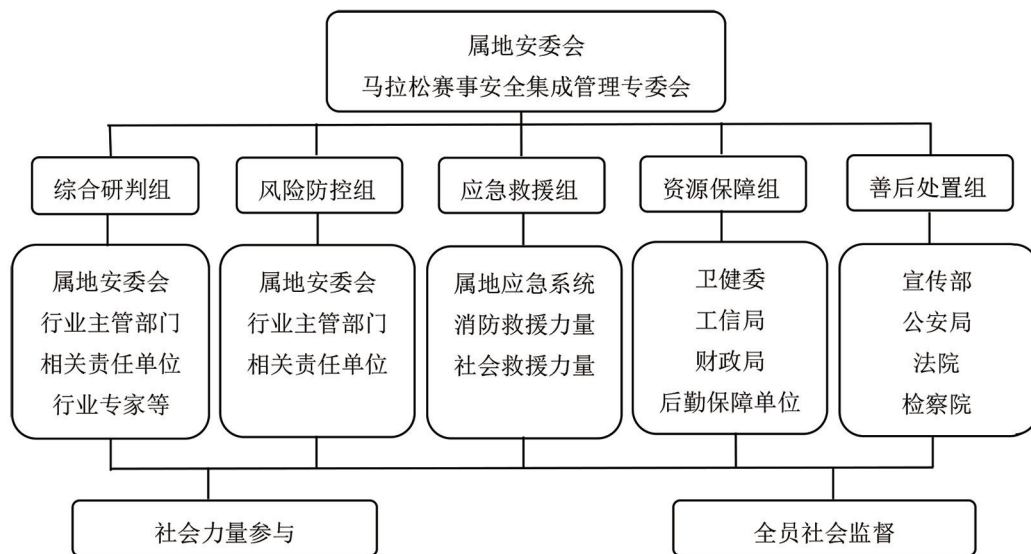 属地安委会
马拉松赛事安全集成管理专委会
综合研判组
风险防控组
应急救援组
资源保障组
善后处置组
属地安委会
行业主管部门
相关责任单位
行业专家等
属地安委会
行业主管部门
相关责任单位
属地应急系统
消防救援力量
社会救援力量
卫健委
工信局
财政局
后勤保障单位
宣传部
公安局
法院
检察院
社会力量参与
全员社会监督